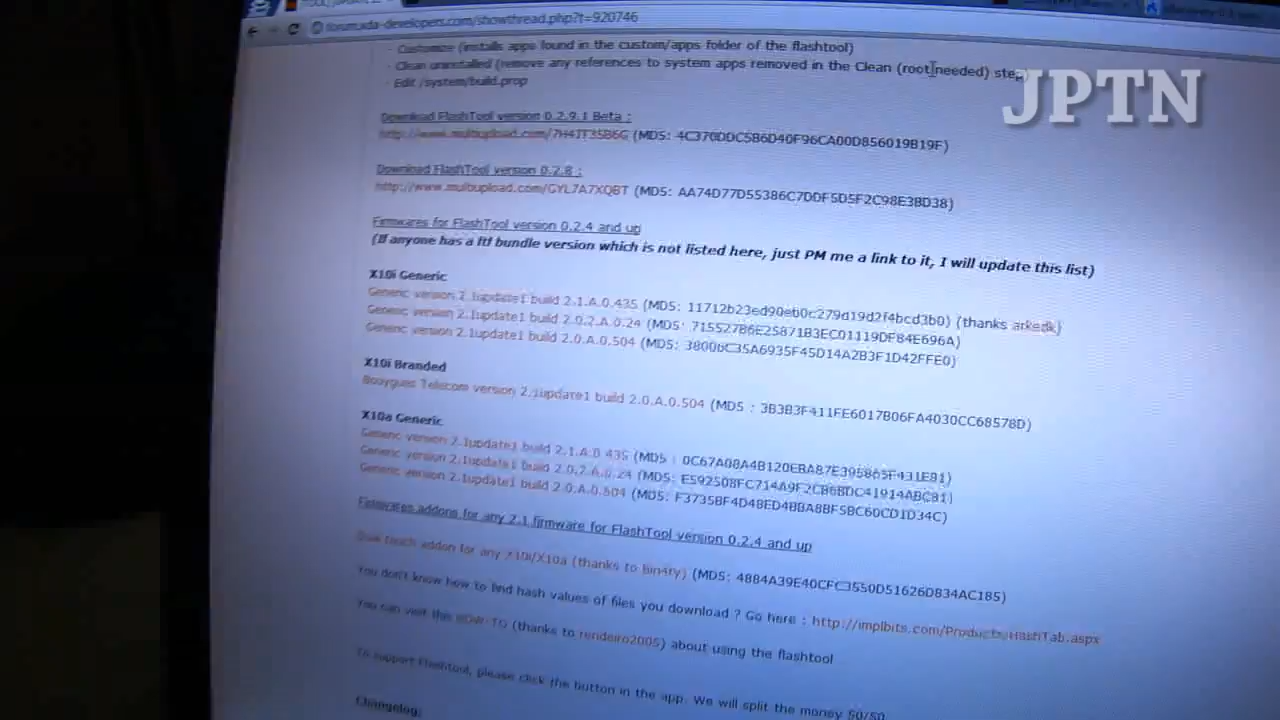 forum.xda-developers.com/showthread.php?t=920746
- Customize (installs apps found in the custom/apps folder of the flashtool)
- Clean uninstalled (remove any references to system apps removed in the Clean (root needed) step
- Edit /system/build.prop
JPTN
Download FlashTool version 0.2.9.1 Beta :
(MD5: 4C370DDC5B6D40F96CA00D856019B19F)
Download FlashTool version 0.2.8 :
http://www.multiupload.com/GYL7A7XQBT (MD5: AA74D77D55386C7DDF5D5F2C98E3BD38)
Firmwares for FlashTool version 0.2.4 and up
(If anyone has a ftf bundle version which is not listed here, just PM me a link to it, I will update this list)
X10i Generic
Generic version 2.1update1 build 2.1.A.0.435 (MD5: 11712b23ed90eb0c279d19d2f4bcd3b0) (thanks arkedk)
Generic version 2.1update1 build 2.0.2.A.0.24 (MD5: 715527B6E25871B3EC01119DF84E696A)
Generic version 2.1update1 build 2.0.A.0.504 (MD5: 38006C35A6935F45D14A2B3F1D42FFE0)
X10i Branded
Bouygues Telecom version 2.1update1 build 2.0.A.0.504 (MD5 : 3B3B3F411FE6017B06FA4030CC68578D)
X10a Generic
Generic version 2.1update1 build 2.1.A.0.435 (MD5 : 0C67A08A4B120EBA87E395865F431E81)
Generic version 2.1update1 build 2.0.2.A.0.24 (MD5: E592508FC714A9F2CB6BDC41914ABC81)
Generic version 2.1update1 build 2.0.A.0.504 (MD5: F3735BF4D4BED4BBA8BF5BC60CD1D34C)
Firmwares addons for any 2.1 firmware for FlashTool version 0.2.4 and up
Dual touch addon for any X10i/X10a (thanks to bin4ry) (MD5: 4884A39E40CFC3550D51626D834AC185)
You don't know how to find hash values of files you download ? Go here : http://implbits.com/Products/HashTab.aspx
You can visit this HOW-TO (thanks to rendeiro2005) about using the flashtool
To support Flashtool, please click the button in the app. We will split the money 50/50
Changelog: